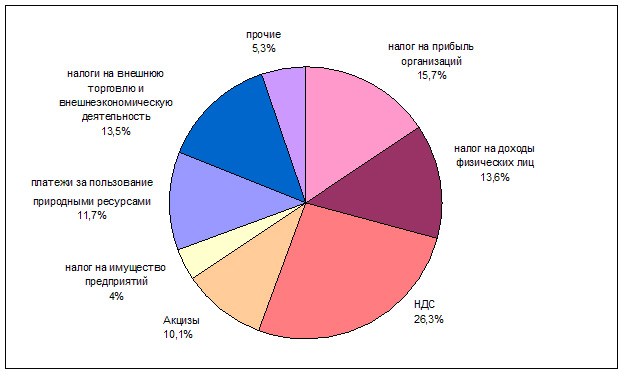 прочие
5,3%
налог на прибыль
организаций
15,7%
налоги на внешнюю
торговлю и
внешнеэкономическую
деятельность
13,5%
налог на доходы
физических лиц
13,6%
платежи за пользование
природными ресурсами
11,7%
налог на имущество
предприятий
4%
Акцизы
10,1%
НДС
26,3%